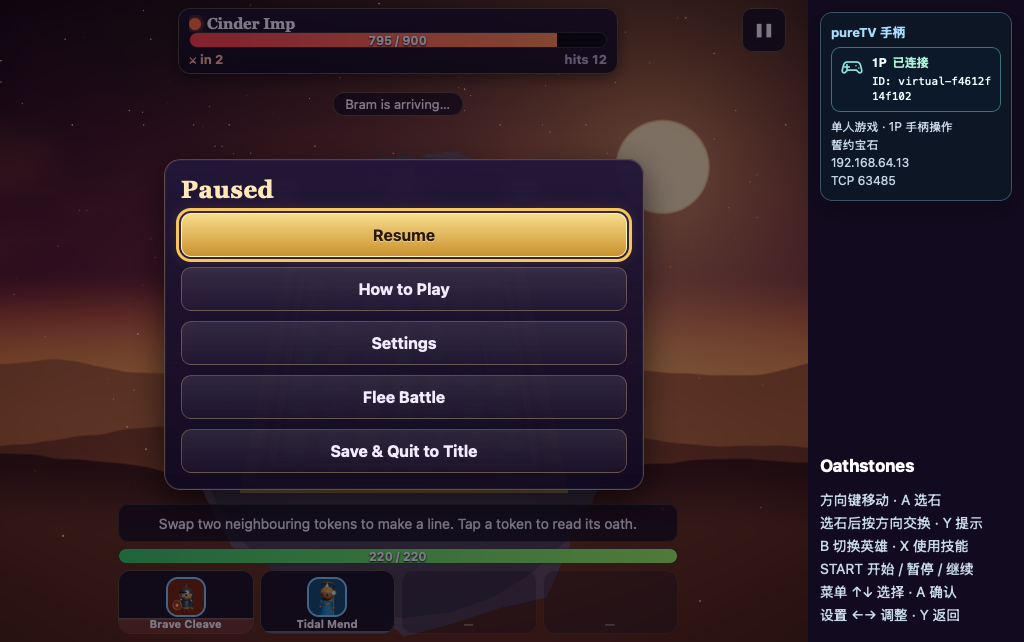 Cinder Imp
795 / 900
⚔ in 2
hits 12
Bram is arriving...
Paused
Resume
How to Play
Settings
Flee Battle
Save & Quit to Title
Swap two neighbouring tokens to make a line. Tap a token to read its oath.
220 / 220
Brave Cleave
Tidal Mend
—
—
pureTV 手柄
1P 已连接
ID: virtual-f4612f
14f102
单人游戏 · 1P 手柄操作
誓约宝石
192.168.64.13
TCP 63485
Oathstones
方向键移动 · A 选石
选石后按方向交换 · Y 提示
B 切换英雄 · X 使用技能
START 开始 / 暂停 / 继续
菜单 ↑↓ 选择 · A 确认
设置 ←→ 调整 · Y 返回